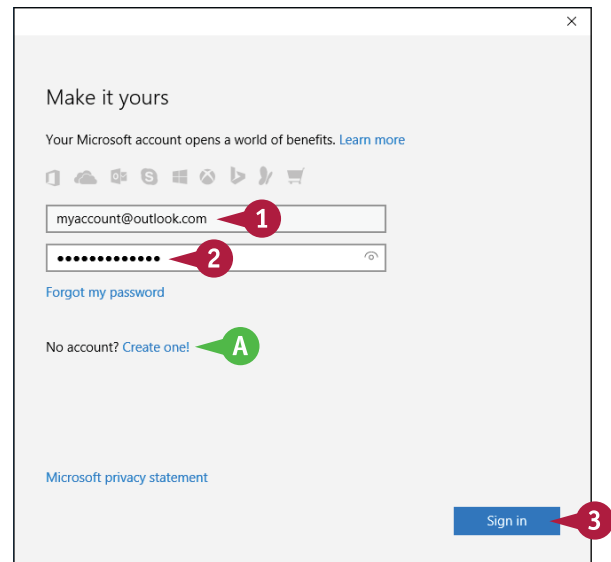 Make it yours
Your Microsoft account opens a world of benefits. Learn more
myaccount@outlook.com 1
••••••••••••• 2
Forgot my password
No account? Create one! A
Microsoft privacy statement
Sign in 3